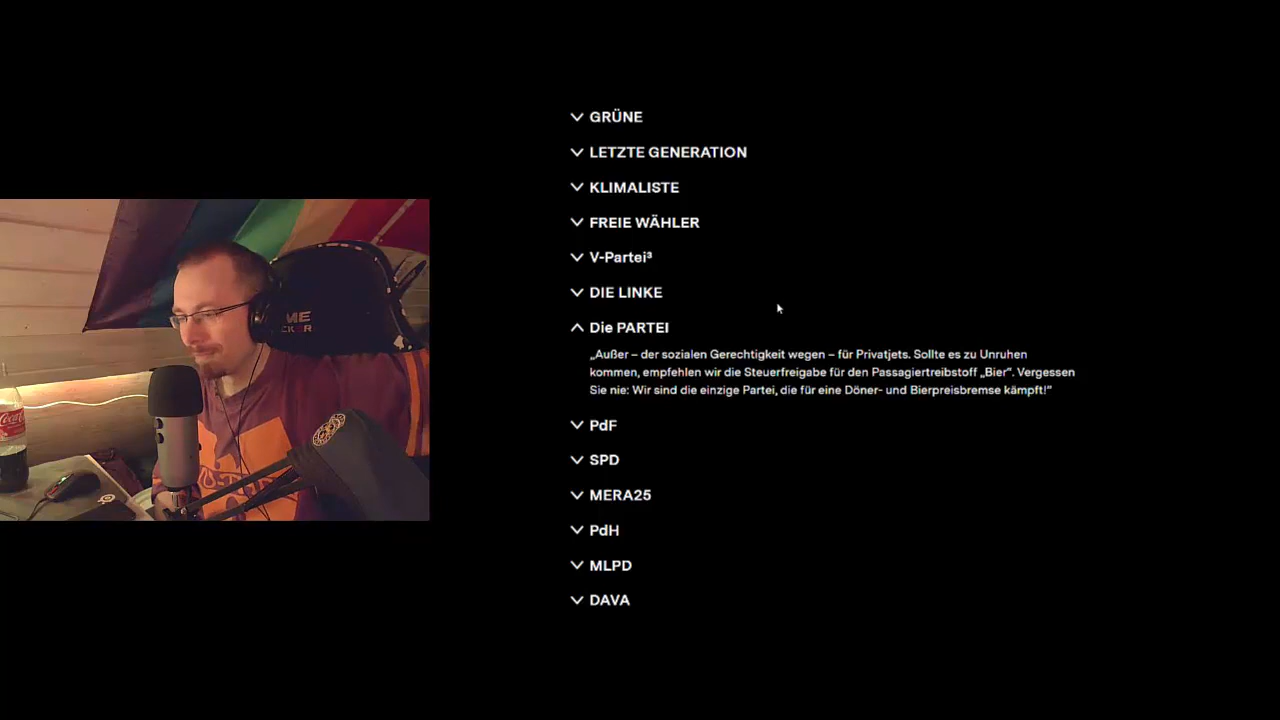 GRÜNE
LETZTE GENERATION
KLIMALISTE
FREIE WÄHLER
V-Partei³
DIE LINKE
Die PARTEI
„Außer – der sozialen Gerechtigkeit wegen – für Privatjets. Sollte es zu Unruhen
kommen, empfehlen wir die Steuerfreigabe für den Passagiertreibstoff „Bier“. Vergessen
Sie nie: Wir sind die einzige Partei, die für eine Döner- und Bierpreisbremse kämpft!“
PdF
SPD
MERA25
PdH
MLPD
DAVA